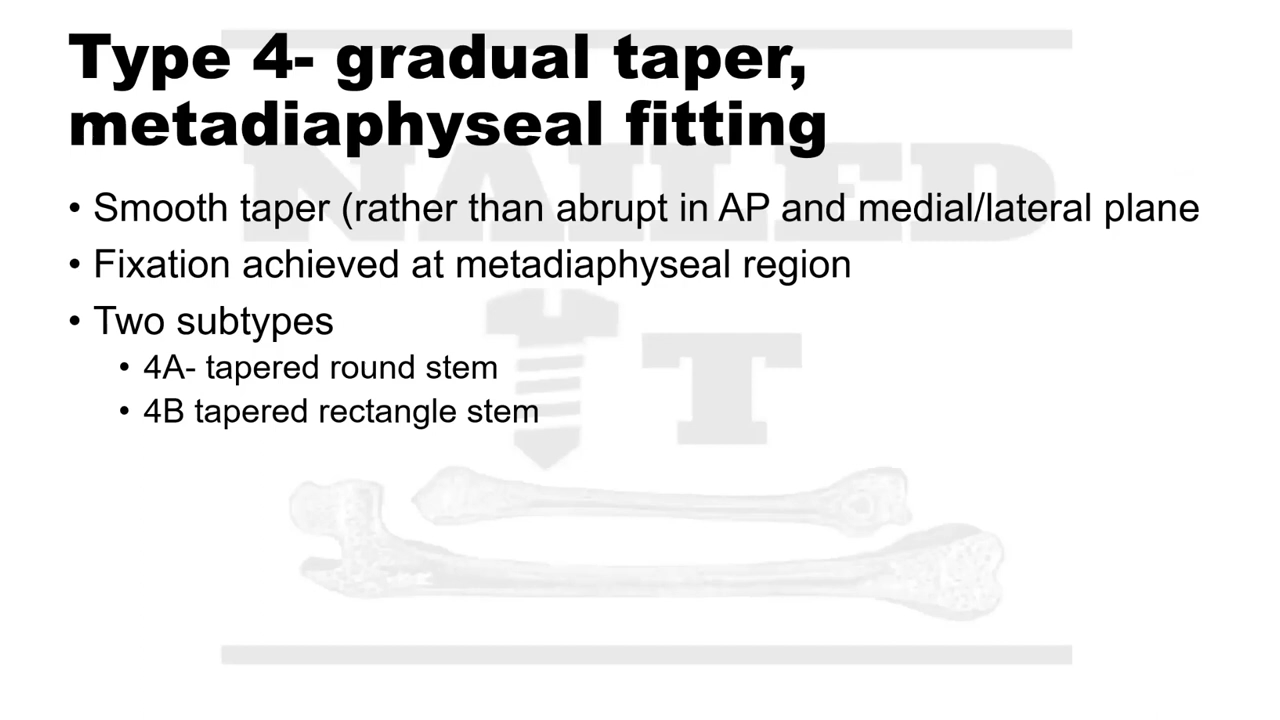 Type 4- gradual taper,
metadiaphyseal fitting
• Smooth taper (rather than abrupt in AP and medial/lateral plane
• Fixation achieved at metadiaphyseal region
• Two subtypes
• 4A- tapered round stem
• 4B tapered rectangle stem
NAILED
IT